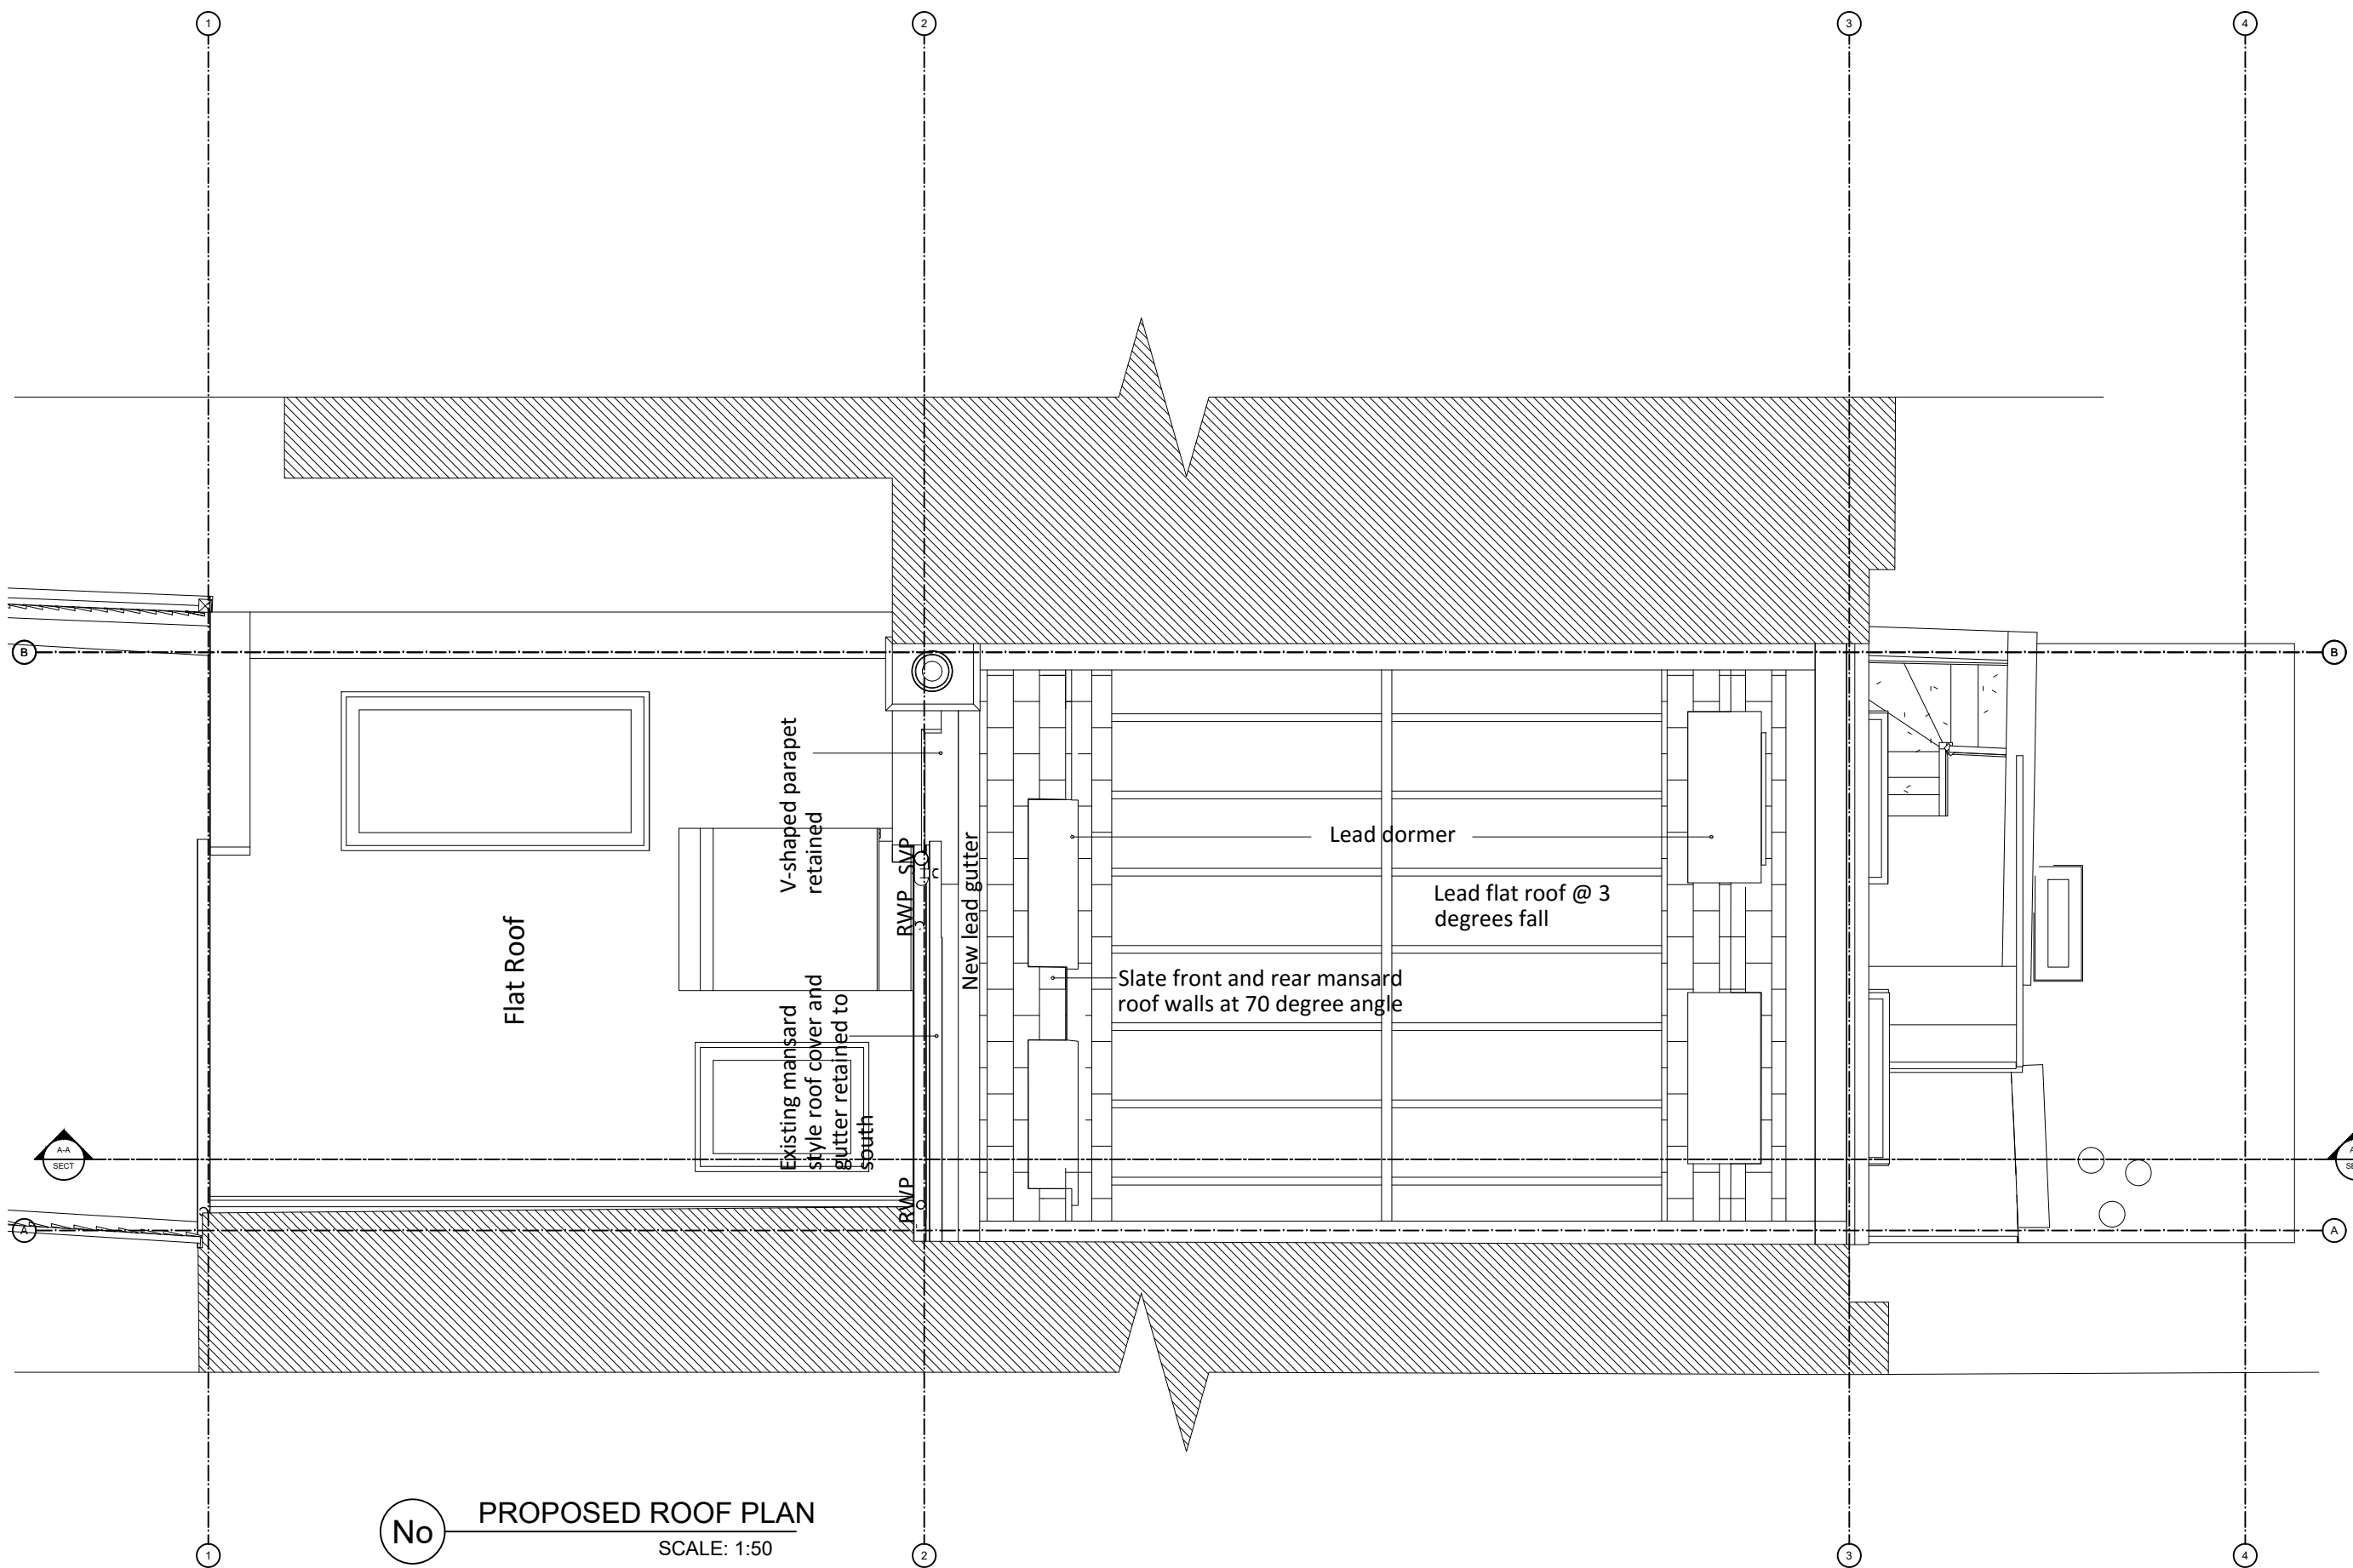 1
2
3
4
B
B
V-shaped parapet
retained
Lead dormer
SVP
RWP
New lead gutter
Lead flat roof @ 3
degrees fall
Flat Roof
Slate front and rear mansard
roof walls at 70 degree angle
Existing mansard
style roof cover and
gutter retained to
south
A-A
SECT
RWP
A
A
No
PROPOSED ROOF PLAN
SCALE: 1:50
1
2
3
4